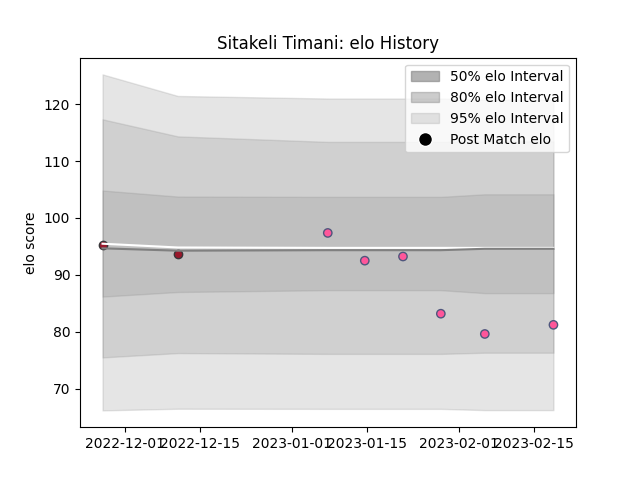 Sitakeli Timani: elo History
50% elo Interval
80% elo Interval
95% elo Interval
Post Match elo
elo score
120
110
100
90
80
70
2022-12-01
2022-12-15
2023-01-01
2023-01-15
2023-02-01
2023-02-15